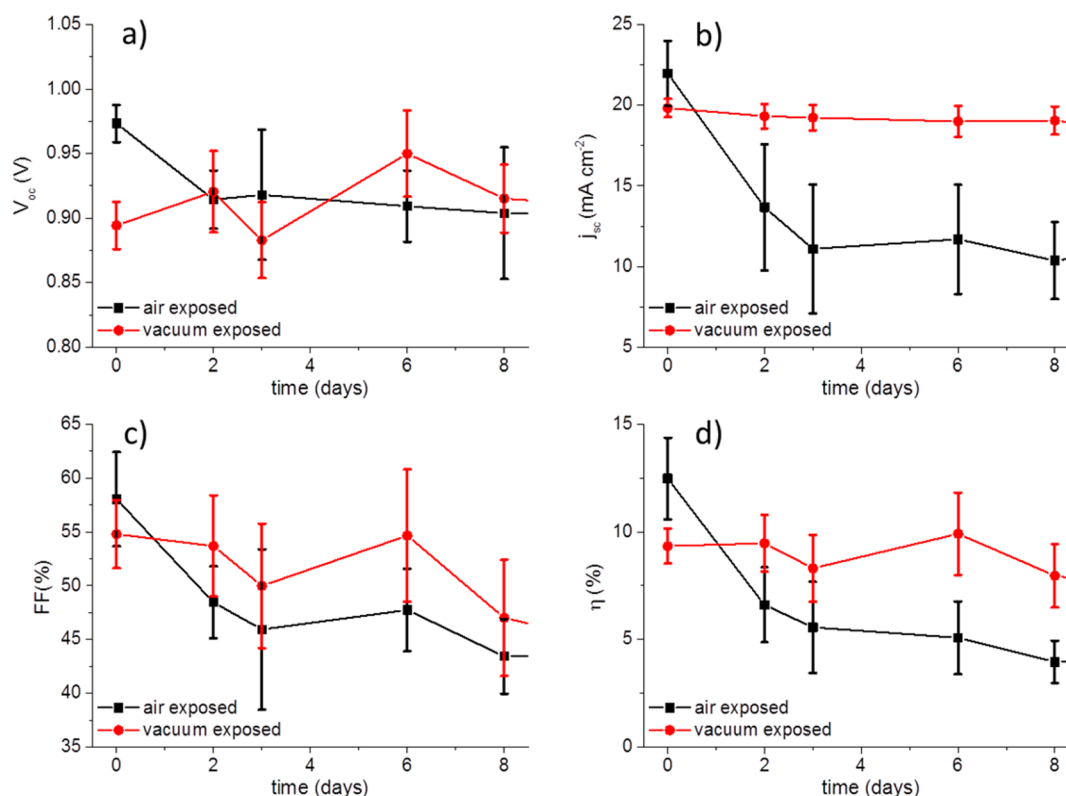 a)
1.05
1.00
0.95
0.90
0.85
0.80
V_oc (V)
air exposed
vacuum exposed
0 2 4 6 8
time (days)
b)
25
20
15
10
5
j_sc (mA cm^-2)
air exposed
vacuum exposed
0 2 4 6 8
time (days)
c)
65
60
55
50
45
40
35
FF(%)
air exposed
vacuum exposed
0 2 4 6 8
time (days)
d)
15
10
5
0
η (%)
air exposed
vacuum exposed
0 2 4 6 8
time (days)